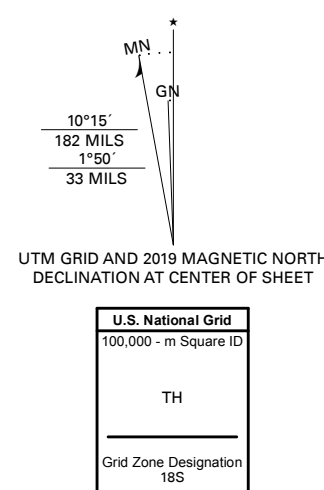 ★
MN
GN
10°15´
182 MILS
1°50´
33 MILS
UTM GRID AND 2019 MAGNETIC NORTH
DECLINATION AT CENTER OF SHEET
U.S. National Grid
100,000 - m Square ID
TH
Grid Zone Designation
18S